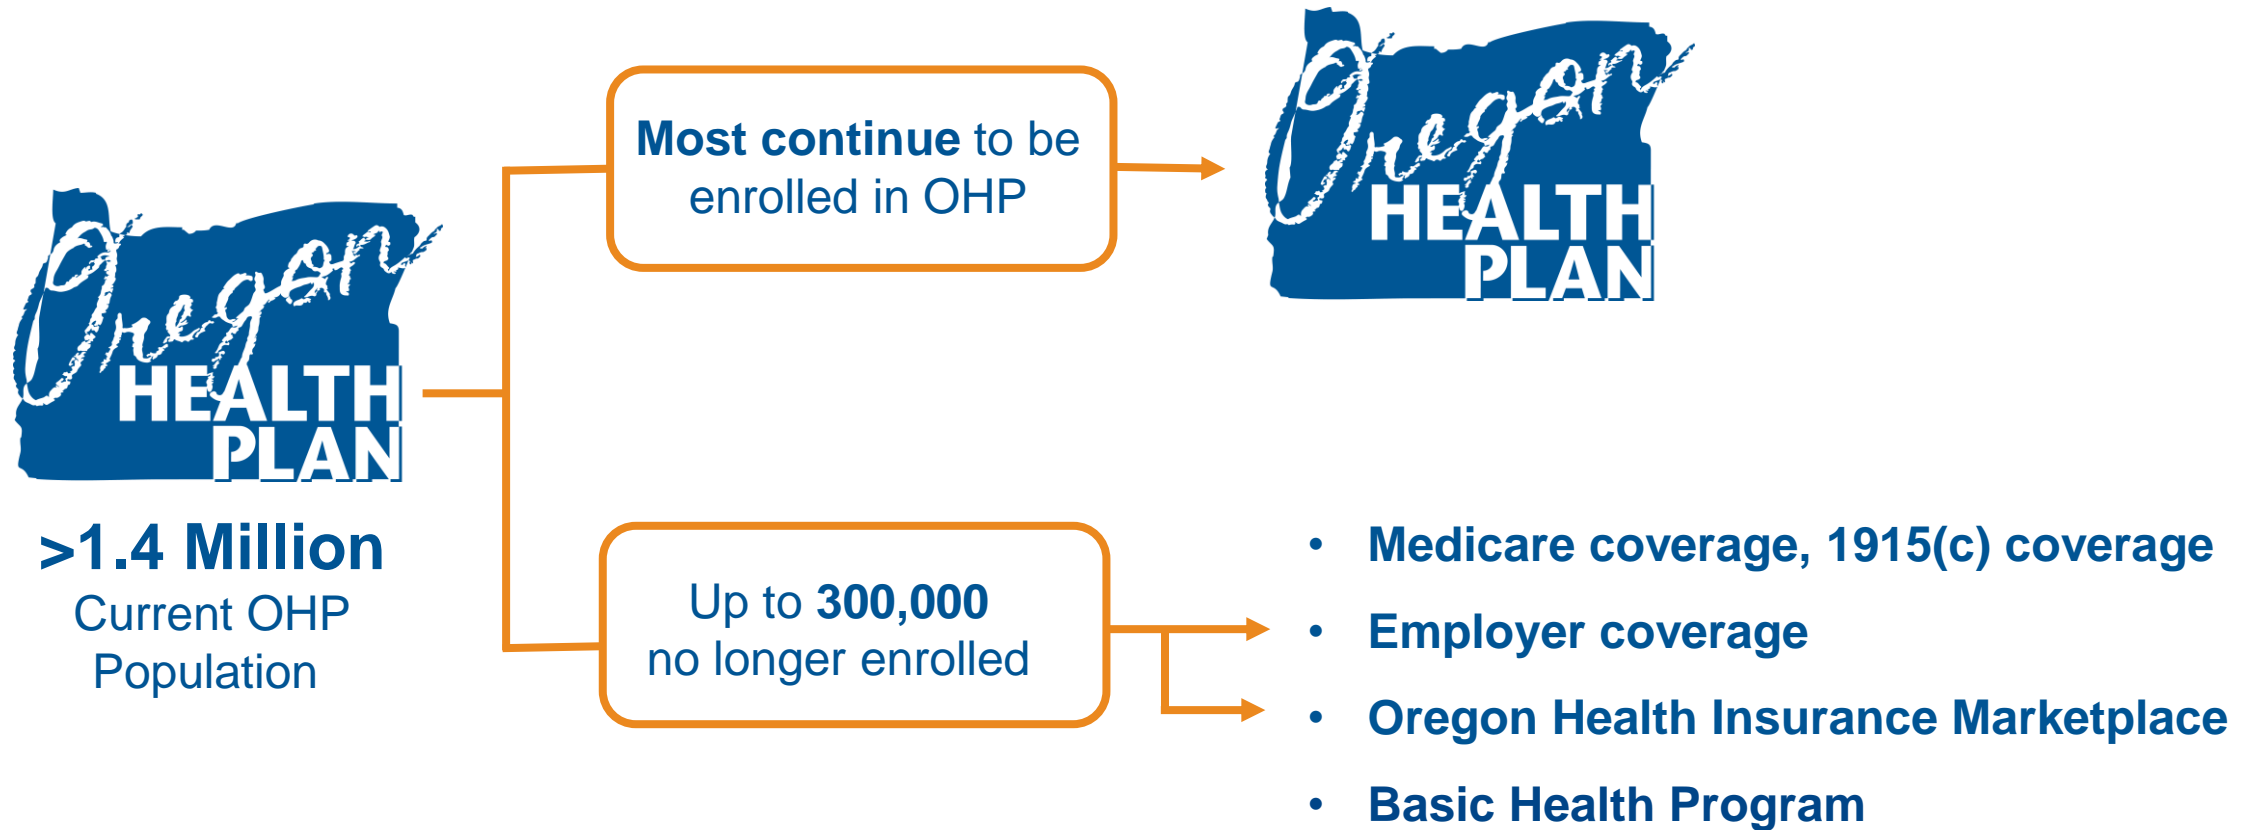 Oregon
HEALTH
PLAN
>1.4 Million
Current OHP
Population
Most continue to be
enrolled in OHP
Oregon
HEALTH
PLAN
Up to 300,000
no longer enrolled
• Medicare coverage, 1915(c) coverage
• Employer coverage
• Oregon Health Insurance Marketplace
• Basic Health Program